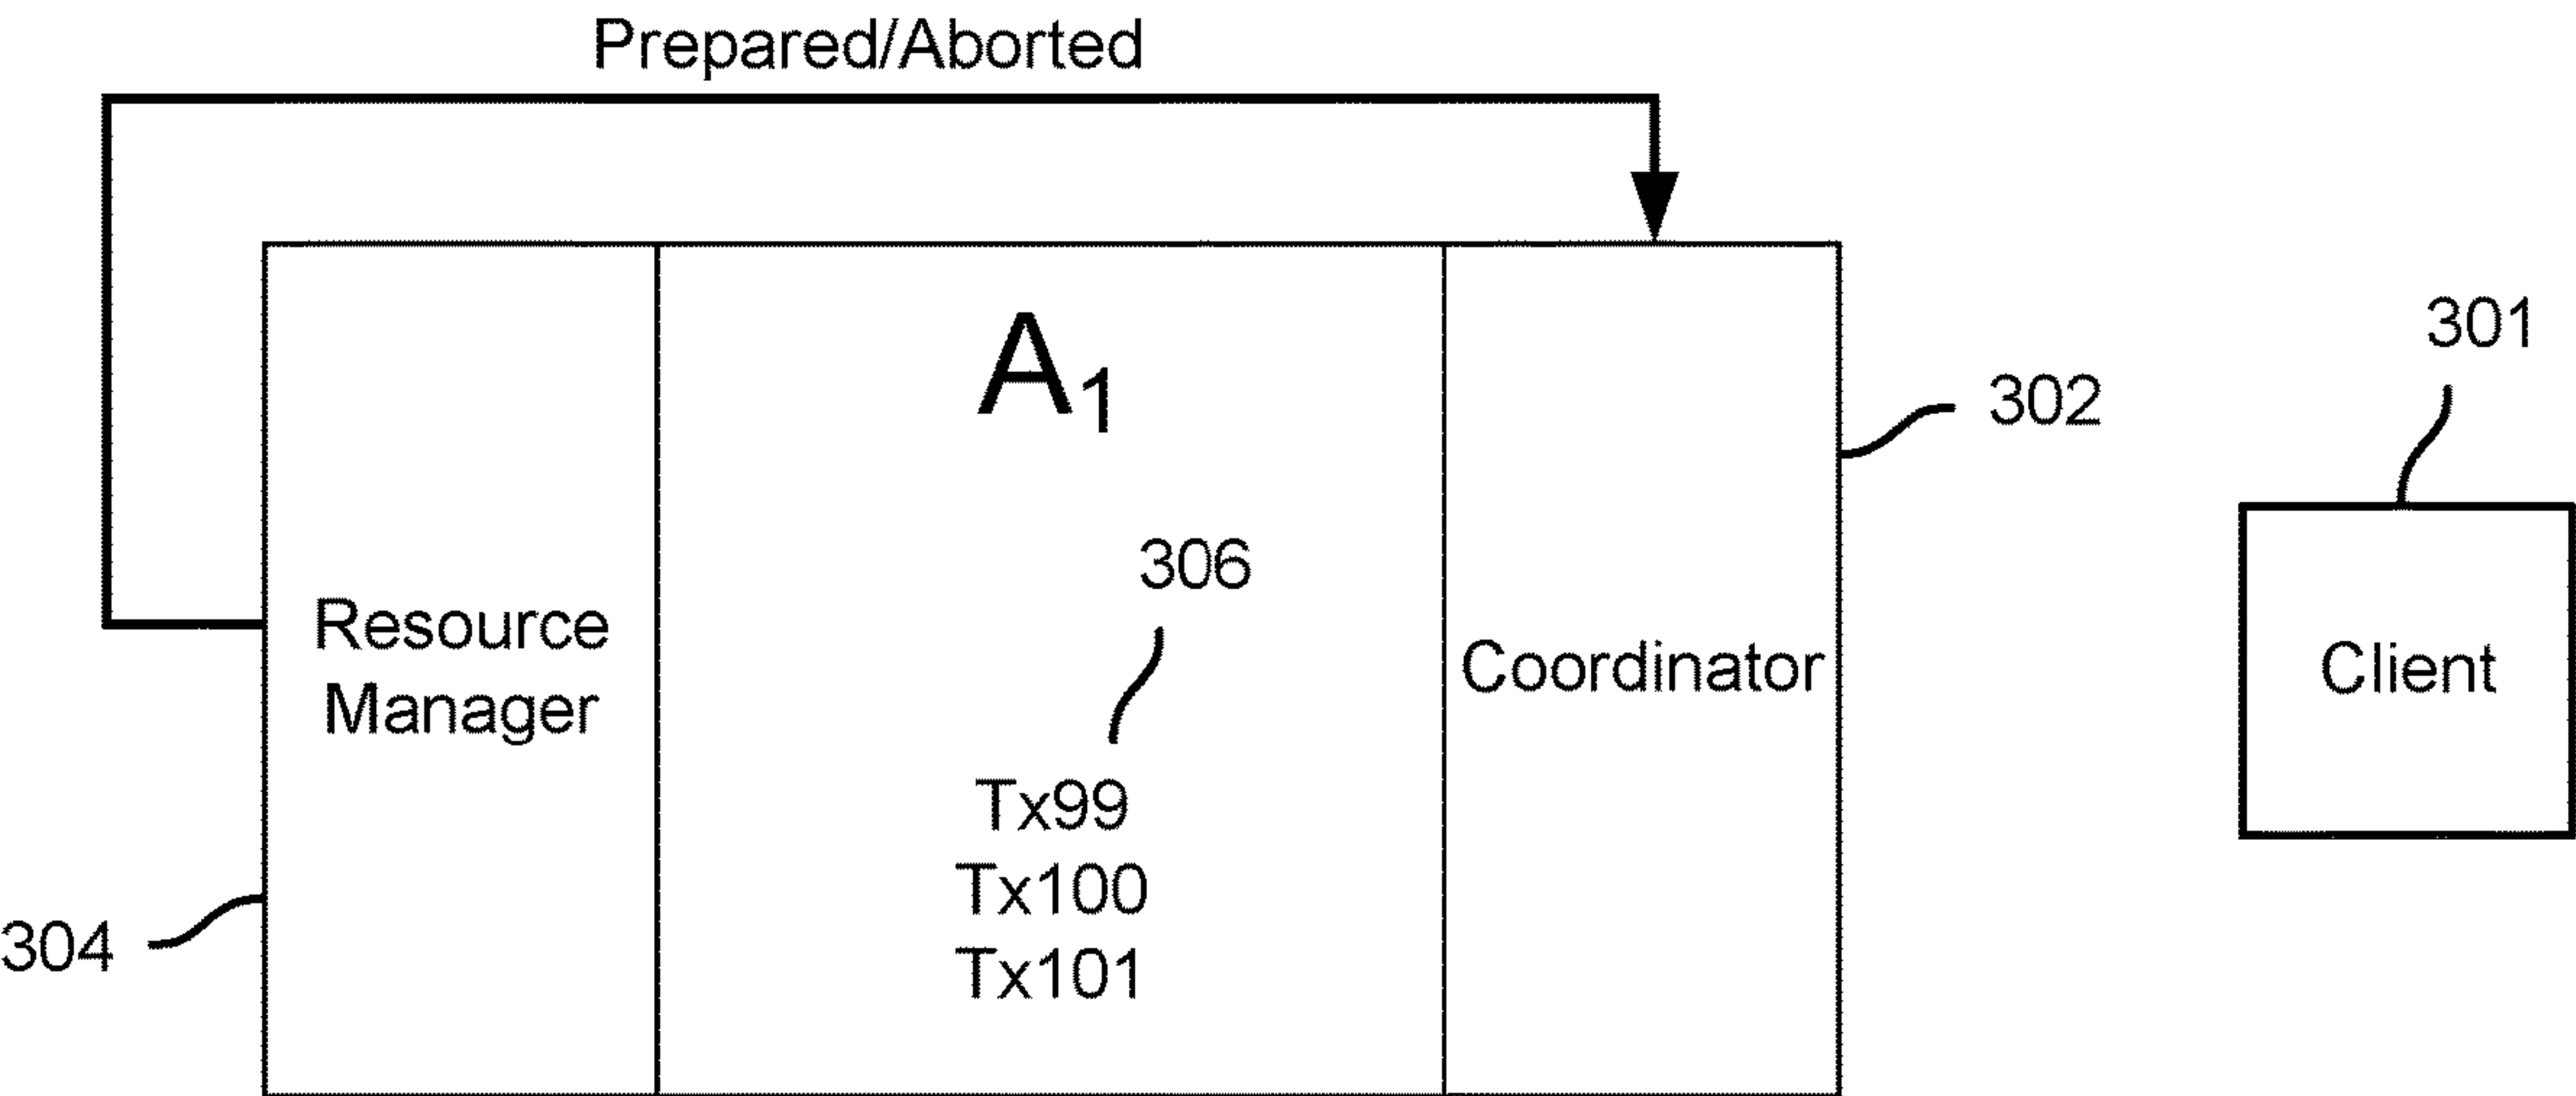 Prepared/Aborted
A1
301
302
306
Resource
Manager
Coordinator
Client
Tx99
Tx100
Tx101
304